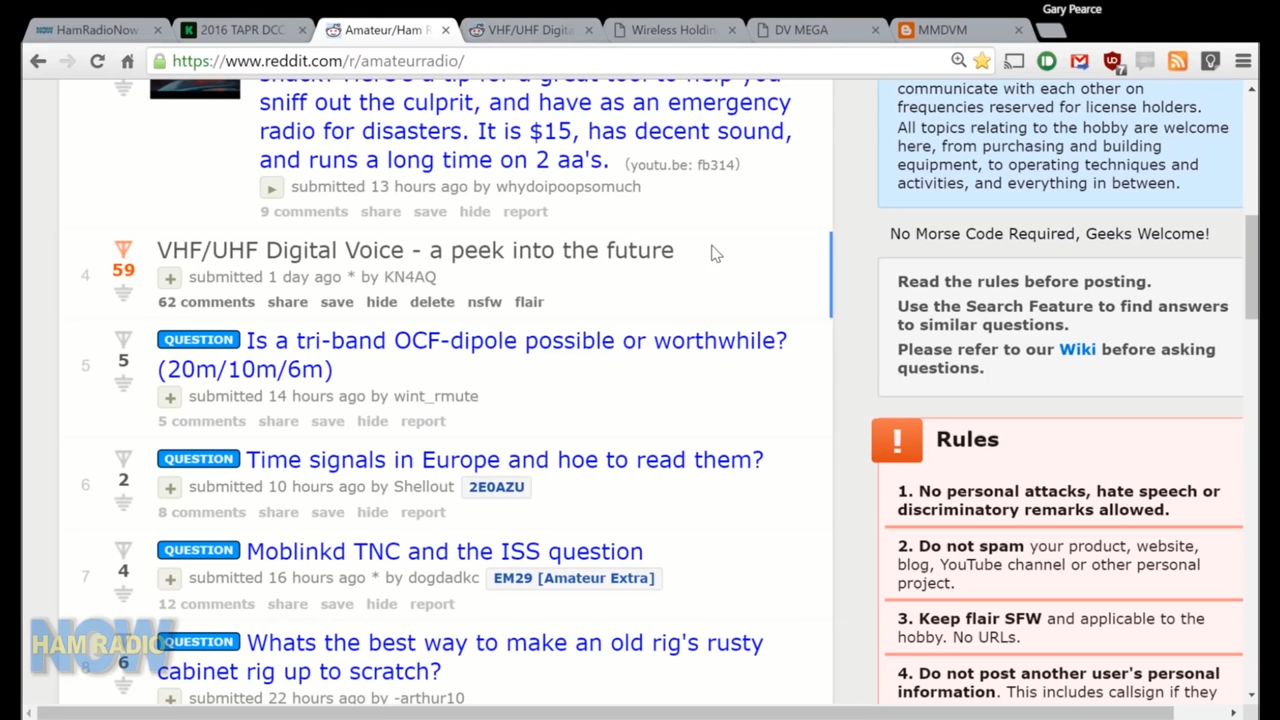 Gary Pearce
HamRadioNow
2016 TAPR DCC
Amateur/Ham R
VHF/UHF Digita
Wireless Holdin
DV MEGA
MMDVM
https://www.reddit.com/r/amateurradio/
7
sniff out the culprit, and have as an emergency
radio for disasters. It is $15, has decent sound,
and runs a long time on 2 aa's. (youtu.be: fb314)
submitted 13 hours ago by whydoipoopsomuch
9 comments share save hide report
4
59
VHF/UHF Digital Voice - a peek into the future
submitted 1 day ago * by KN4AQ
62 comments share save hide delete nsfw flair
5
5
QUESTION Is a tri-band OCF-dipole possible or worthwhile?
(20m/10m/6m)
submitted 14 hours ago by wint_rmute
5 comments share save hide report
6
2
QUESTION Time signals in Europe and hoe to read them?
submitted 10 hours ago by Shellout 2E0AZU
8 comments share save hide report
7
4
QUESTION Moblinkd TNC and the ISS question
submitted 16 hours ago * by dogdadkc EM29 [Amateur Extra]
12 comments share save hide report
8
6
QUESTION Whats the best way to make an old rig's rusty
cabinet rig up to scratch?
submitted 22 hours ago by -arthur10
HAM RADIO
NOW
communicate with each other on
frequencies reserved for license holders.
All topics relating to the hobby are welcome
here, from purchasing and building
equipment, to operating techniques and
activities, and everything in between.
No Morse Code Required, Geeks Welcome!
Read the rules before posting.
Use the Search Feature to find answers
to similar questions.
Please refer to our Wiki before asking
questions.
! Rules
1. No personal attacks, hate speech or
discriminatory remarks allowed.
2. Do not spam your product, website,
blog, YouTube channel or other personal
project.
3. Keep flair SFW and applicable to the
hobby. No URLs.
4. Do not post another user's personal
information. This includes callsign if they